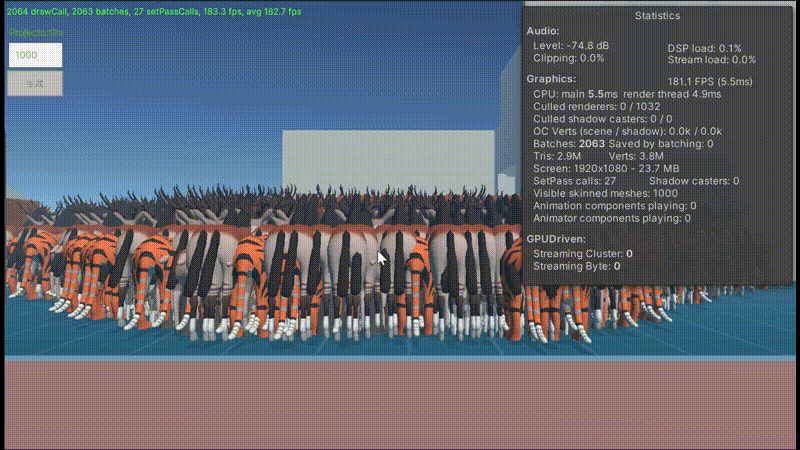 2064 drawCall, 2063 batches, 27 setPassCalls, 183.3 fps, avg 182.7 fps
1000
生成
Statistics
Audio:
Level: -74.8 dB
DSP load: 0.1%
Clipping: 0.0%
Stream load: 0.0%
Graphics:
181.1 FPS (5.5ms)
CPU: main 5.5ms render thread 4.9ms
Culled renderers: 0 / 1032
Culled shadow casters: 0 / 0
OC Verts (scene / shadow): 0.0k / 0.0k
Batches: 2063 Saved by batching: 0
Tris: 2.9M Verts: 3.8M
Screen: 1920x1080 - 23.7 MB
SetPass calls: 27 Shadow casters: 0
Visible skinned meshes: 1000
Animation components playing: 0
Animator components playing: 0
GPUDriven:
Streaming Cluster: 0
Streaming Byte: 0